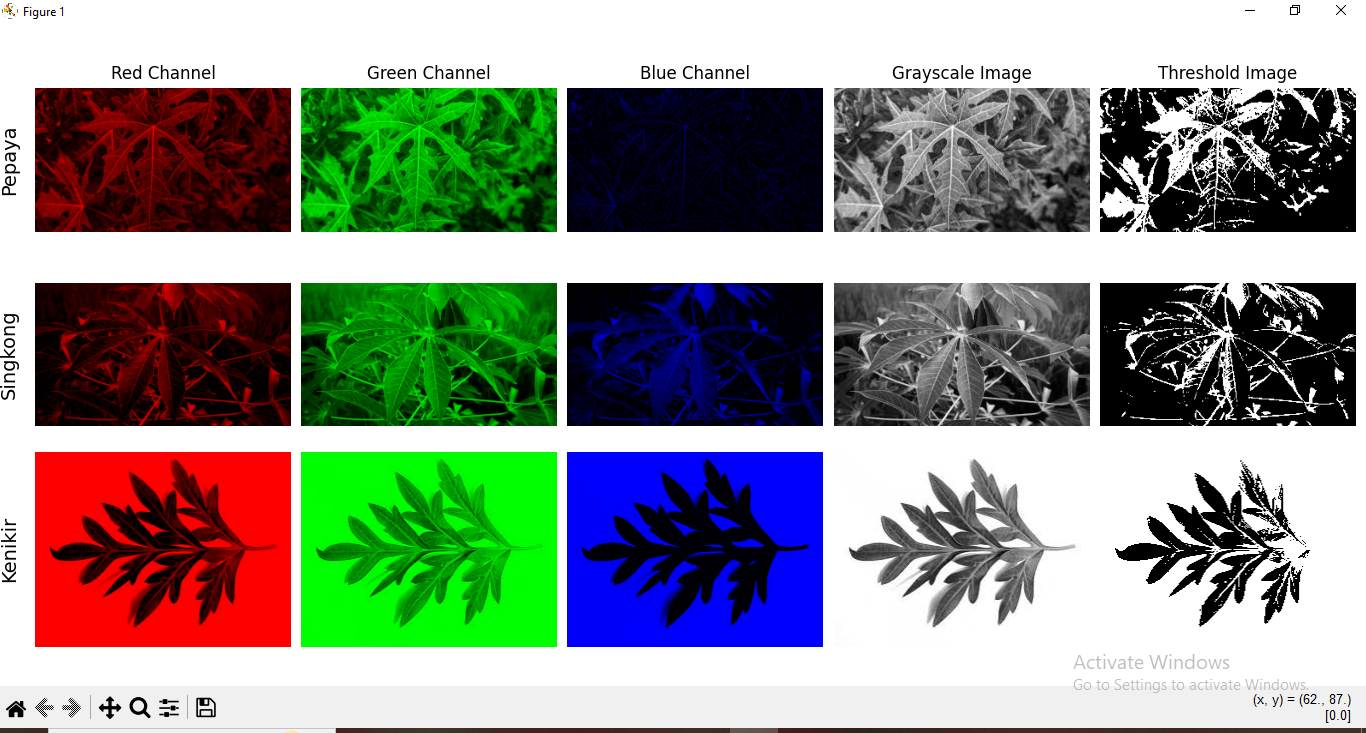 Figure 1
Red Channel
Green Channel
Blue Channel
Grayscale Image
Threshold Image
Pepaya
Singkong
Kenikir
Activate Windows
Go to Settings to activate Windows.
(x, y) = (62., 87.)
[0.0]